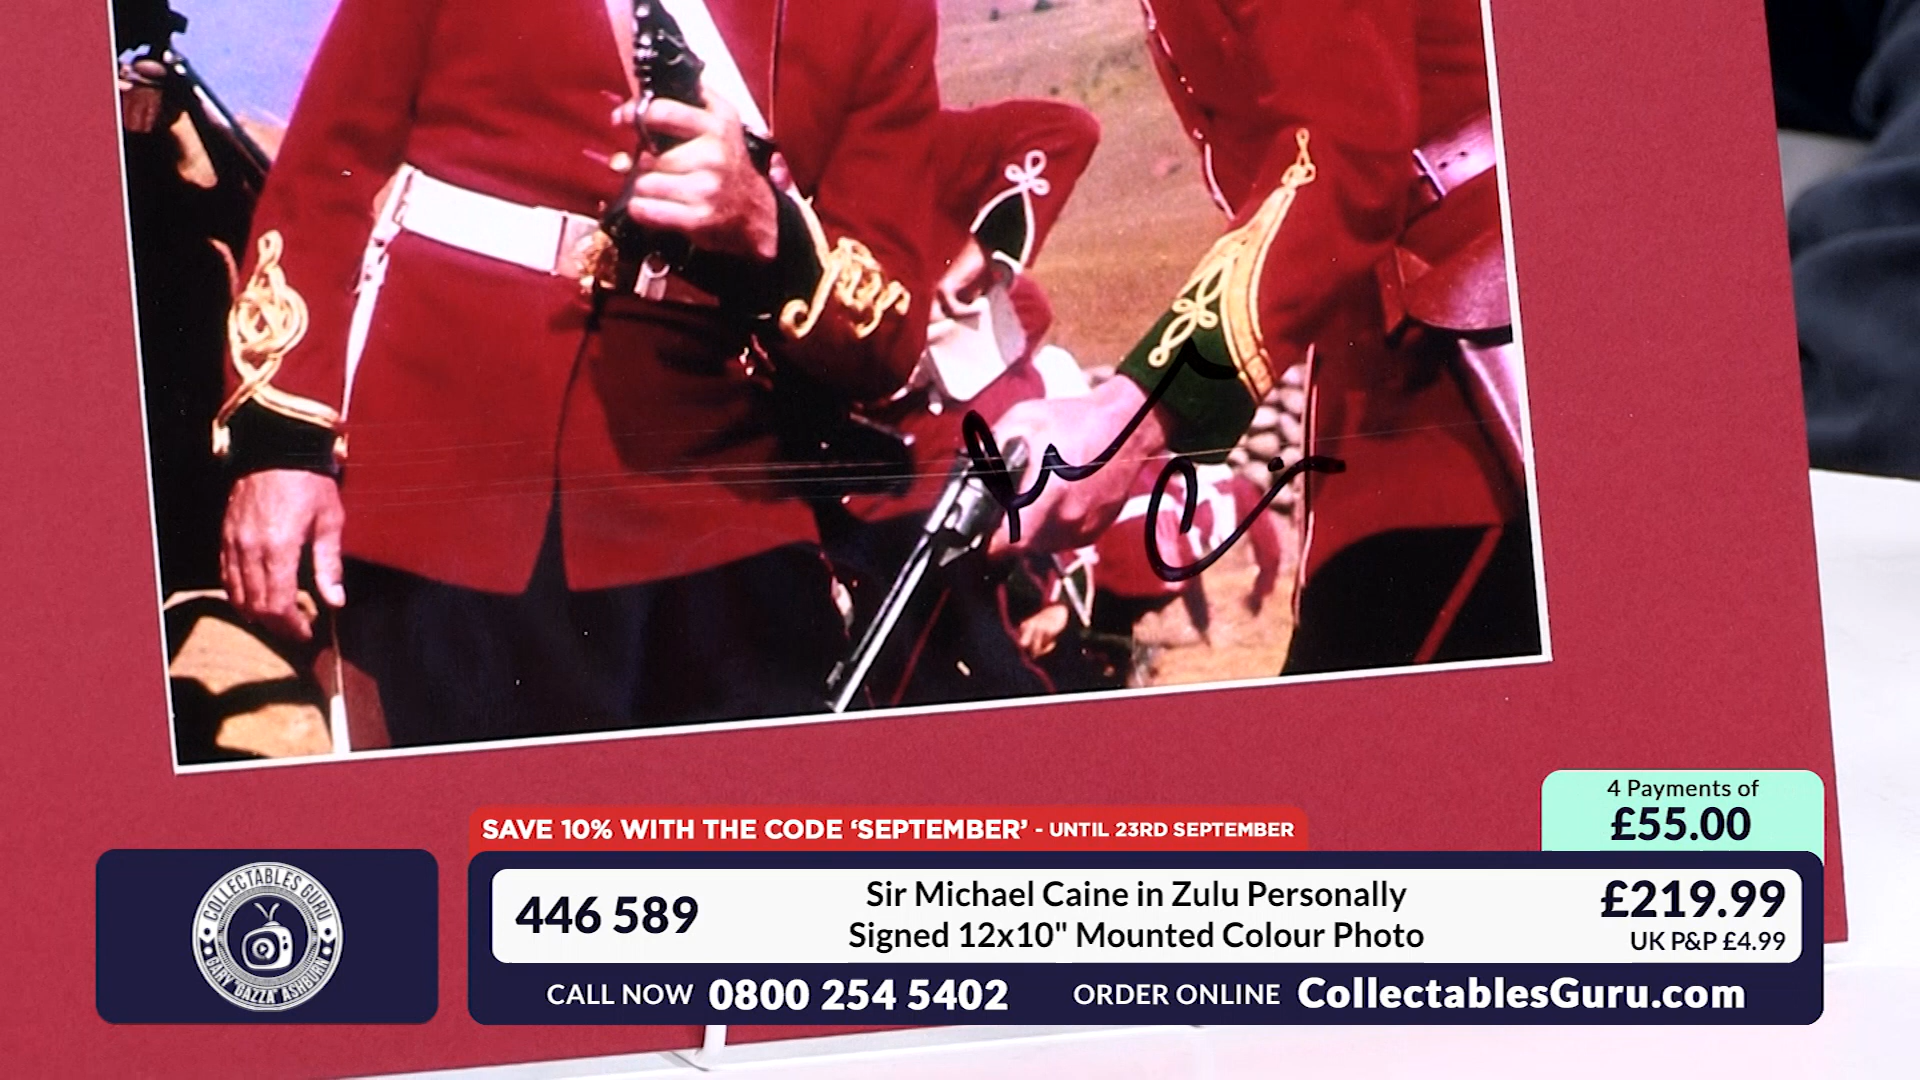 4 Payments of
£55.00
SAVE 10% WITH THE CODE ‘SEPTEMBER’ - UNTIL 23RD SEPTEMBER
COLLECTABLES GURU
GARY "GAZZA" ASHBURN
446 589
Sir Michael Caine in Zulu Personally
Signed 12x10" Mounted Colour Photo
£219.99
UK P&P £4.99
CALL NOW 0800 254 5402
ORDER ONLINE CollectablesGuru.com